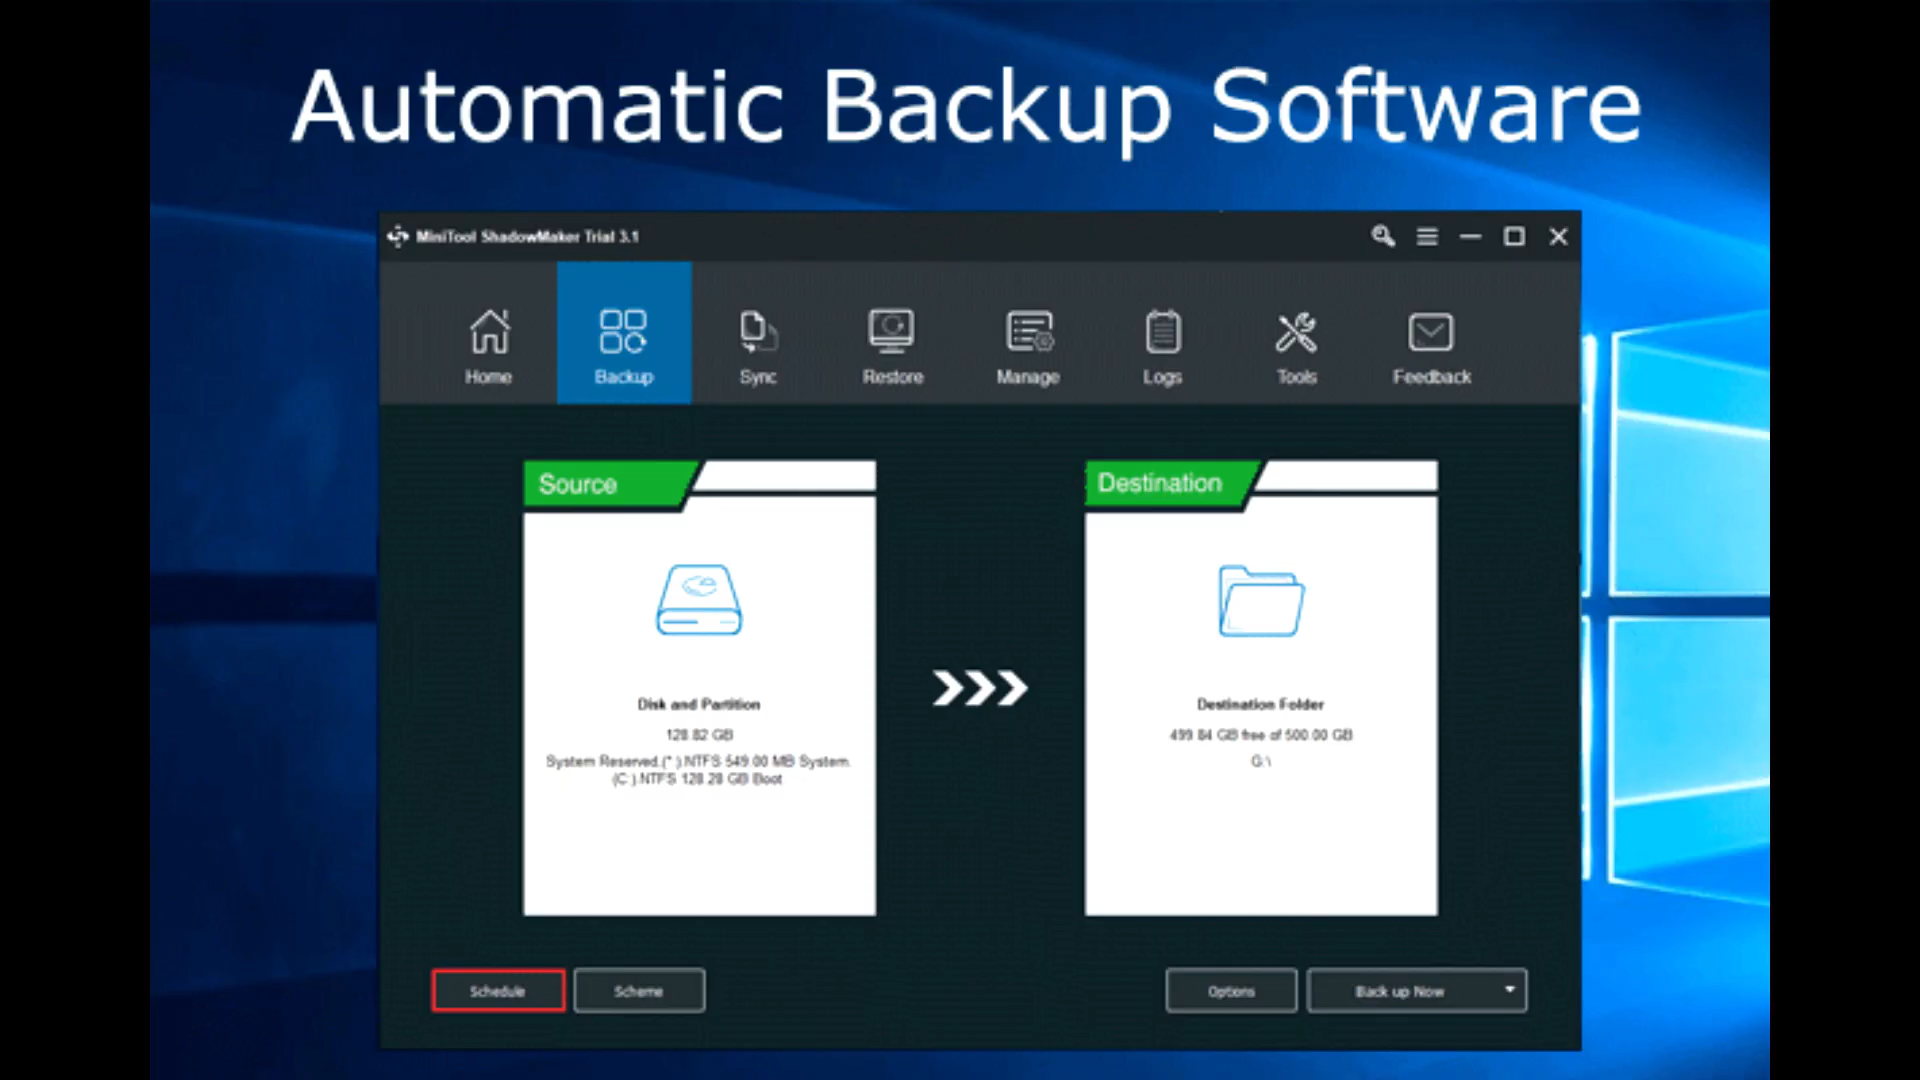 Automatic Backup Software
MiniTool ShadowMaker Trial 3.1
Home
Backup
Sync
Restore
Manage
Logs
Tools
Feedback
Source
Destination
Disk and Partition
128.82 GB
System Reserved.(*:).NTFS 549.00 MB System.
(C:).NTFS 128.28 GB Boot
Destination Folder
499.84 GB free of 500.00 GB
G:\
Schedule
Scheme
Options
Back up Now